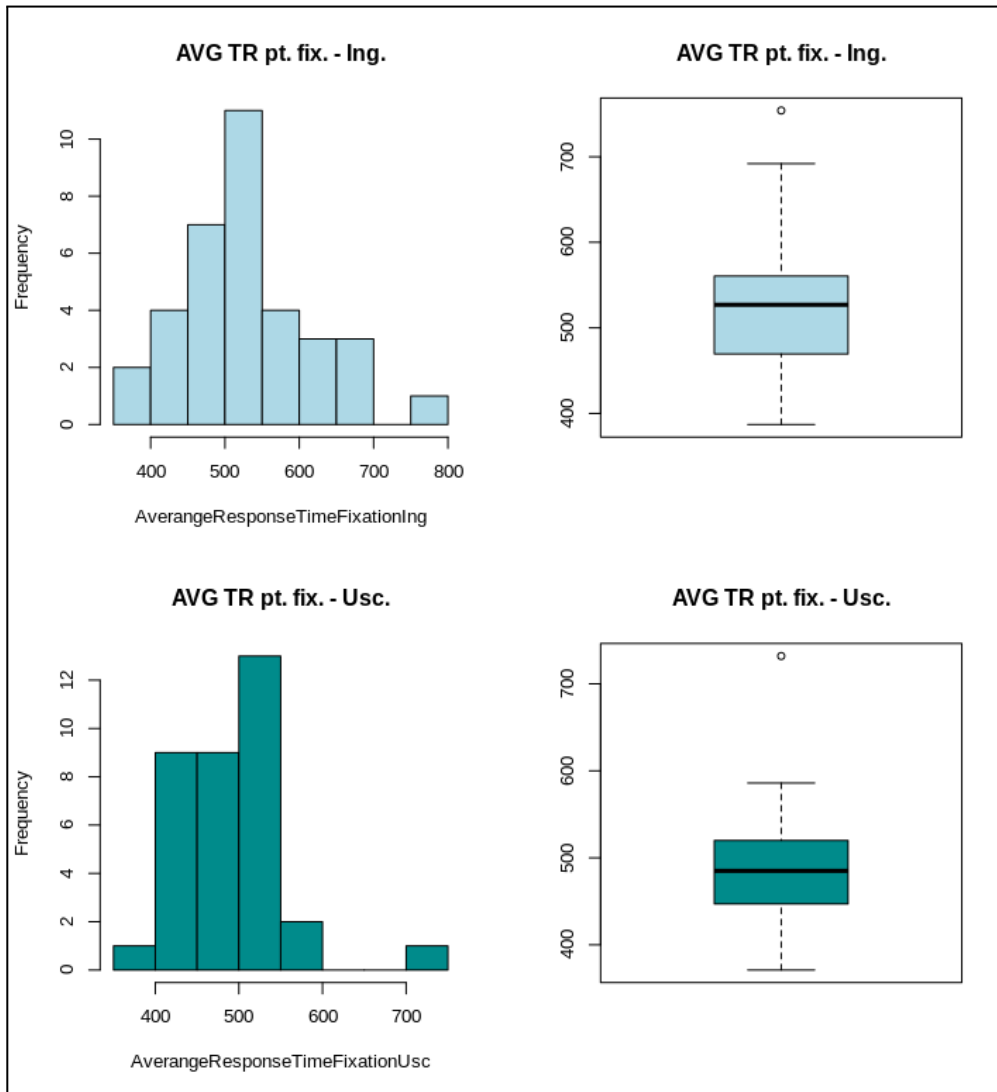 AVG TR pt. fix. - Ing.
Frequency
0 2 4 6 8 10
400 500 600 700 800
AverangeResponseTimeFixationIng
AVG TR pt. fix. - Ing.
400 500 600 700
AVG TR pt. fix. - Usc.
Frequency
0 2 4 6 8 10 12
400 500 600 700
AverangeResponseTimeFixationUsc
AVG TR pt. fix. - Usc.
400 500 600 700